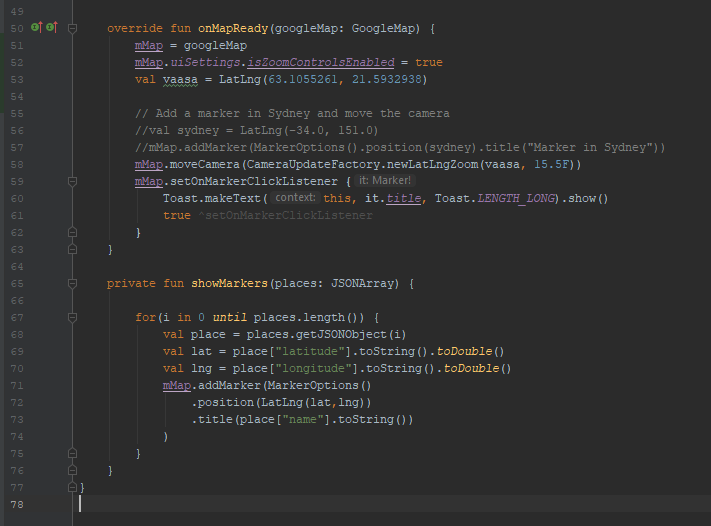 49
50 override fun onMapReady(googleMap: GoogleMap) {
51 mMap = googleMap
52 mMap.uiSettings.isZoomControlsEnabled = true
53 val vaasa = LatLng(63.1055261, 21.5932938)
54
55 // Add a marker in Sydney and move the camera
56 //val sydney = LatLng(-34.0, 151.0)
57 //mMap.addMarker(MarkerOptions().position(sydney).title("Marker in Sydney"))
58 mMap.moveCamera(CameraUpdateFactory.newLatLngZoom(vaasa, 15.5F))
59 mMap.setOnMarkerClickListener { it: Marker!
60 Toast.makeText( context: this, it.title, Toast.LENGTH_LONG).show()
61 true ^setOnMarkerClickListener
62 }
63 }
64
65 private fun showMarkers(places: JSONArray) {
66
67 for(i in 0 until places.length()) {
68 val place = places.getJSONObject(i)
69 val lat = place["latitude"].toString().toDouble()
70 val lng = place["longitude"].toString().toDouble()
71 mMap.addMarker(MarkerOptions()
72 .position(LatLng(lat,lng))
73 .title(place["name"].toString())
74 )
75 }
76 }
77 }
78